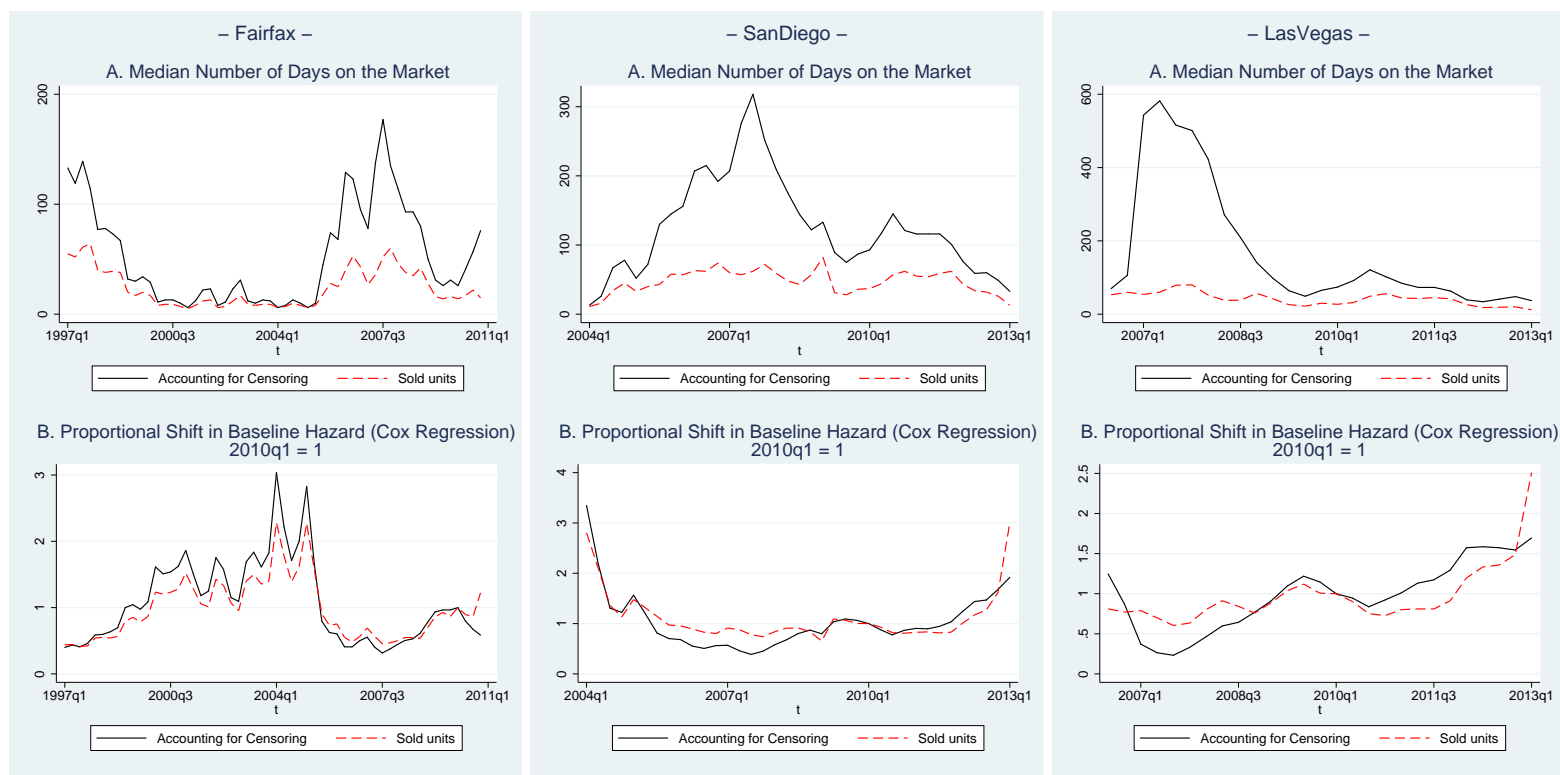 – Fairfax –
A. Median Number of Days on the Market
200
100
0
1997q1 2000q3 2004q1 2007q3 2011q1
t
Accounting for Censoring Sold units
B. Proportional Shift in Baseline Hazard (Cox Regression)
2010q1 = 1
3
2
1
0
1997q1 2000q3 2004q1 2007q3 2011q1
t
Accounting for Censoring Sold units
– SanDiego –
A. Median Number of Days on the Market
300
200
100
0
2004q1 2007q1 2010q1 2013q1
t
Accounting for Censoring Sold units
B. Proportional Shift in Baseline Hazard (Cox Regression)
2010q1 = 1
4
3
2
1
0
2004q1 2007q1 2010q1 2013q1
t
Accounting for Censoring Sold units
– LasVegas –
A. Median Number of Days on the Market
600
400
200
0
2007q1 2008q3 2010q1 2011q3 2013q1
t
Accounting for Censoring Sold units
B. Proportional Shift in Baseline Hazard (Cox Regression)
2010q1 = 1
2.5
2
1.5
1
.5
0
2007q1 2008q3 2010q1 2011q3 2013q1
t
Accounting for Censoring Sold units